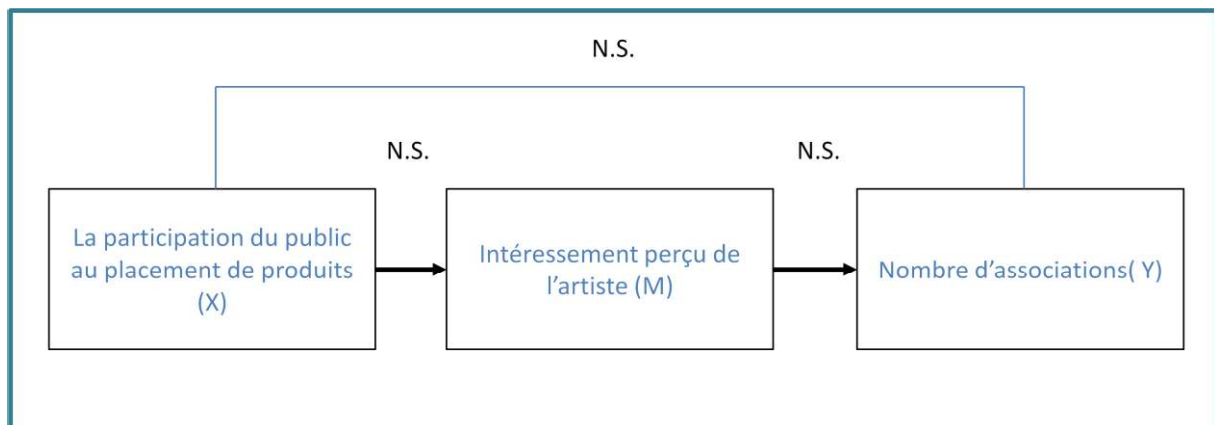 N.S.
N.S.
N.S.
La participation du public
au placement de produits
(X)
Intéressement perçu de
l’artiste (M)
Nombre d’associations( Y)